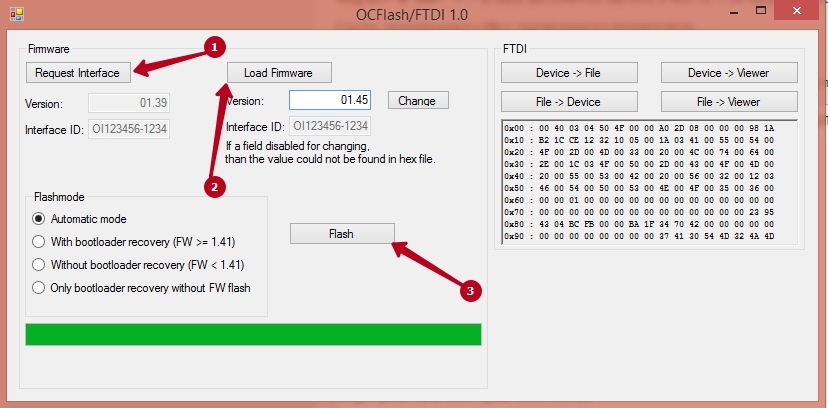 OCFlash/FTDI 1.0
Firmware
Request Interface
1
Load Firmware
Version:
01.39
Version:
01.45
Change
Interface ID:
OI123456-1234
Interface ID:
OI123456-1234
If a field disabled for changing,
than the value could not be found in hex file.
2
Flashmode
Automatic mode
With bootloader recovery (FW >= 1.41)
Without bootloader recovery (FW < 1.41)
Only bootloader recovery without FW flash
Flash
3
FTDI
Device -> File
Device -> Viewer
File -> Device
File -> Viewer
0x00 : 00 40 03 04 50 4F 00 00 A0 2D 08 00 00 00 98 1A
0x10 : B2 1C CE 12 32 10 05 00 1A 03 41 00 55 00 54 00
0x20 : 4F 00 2D 00 4D 00 33 00 20 00 4C 00 74 00 64 00
0x30 : 2E 00 1C 03 4F 00 50 00 2D 00 43 00 4F 00 4D 00
0x40 : 20 00 55 00 53 00 42 00 20 00 56 00 32 00 12 03
0x50 : 46 00 54 00 50 00 53 00 4E 00 4F 00 35 00 36 00
0x60 : 00 00 01 00 00 00 00 00 00 00 00 00 00 00 00 00
0x70 : 00 00 00 00 00 00 00 00 00 00 00 00 00 00 23 95
0x80 : 43 04 BC FB 00 00 BA 1F 34 70 42 00 00 00 00 00
0x90 : 00 00 00 00 00 00 00 00 37 41 30 54 4D 32 4A 4D